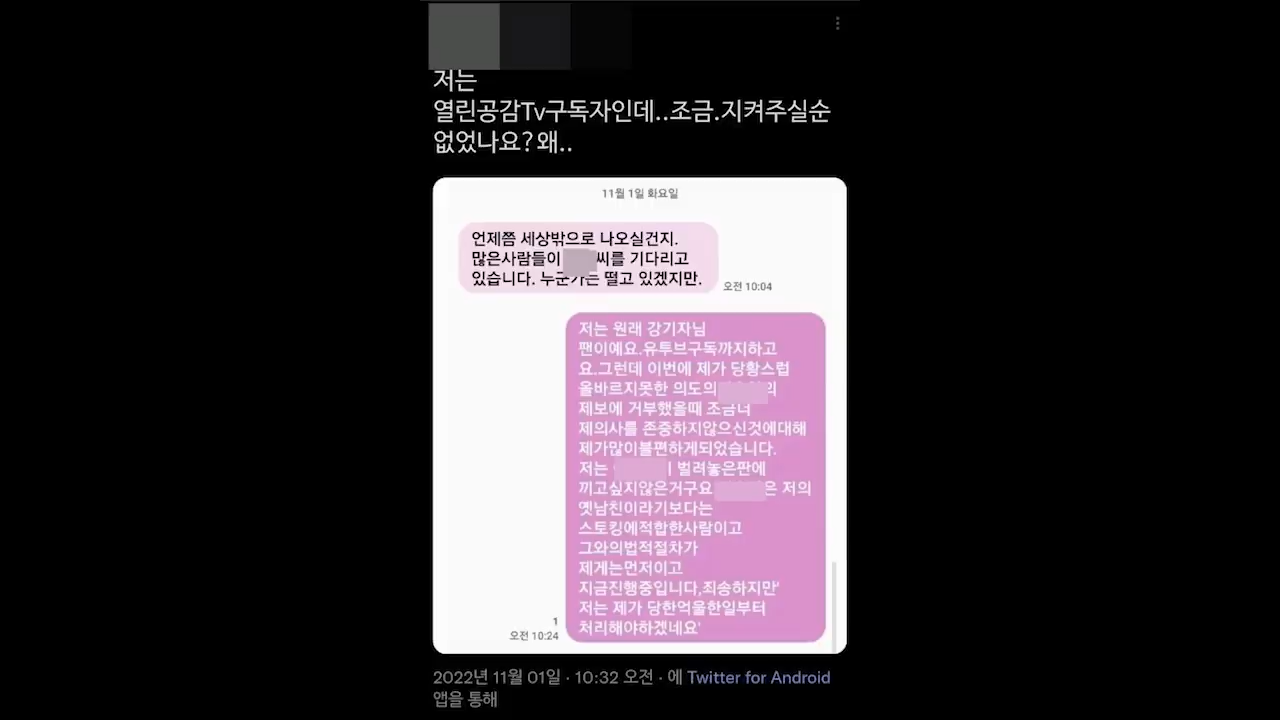 저는
열린공감Tv구독자인데..조금.지켜주실순
없었나요?왜..
11월 1일 화요일
언제쯤 세상밖으로 나오실건지.
많은사람들이 씨를 기다리고
있습니다. 누군가는 떨고 있겠지만.
오전 10:04
저는 원래 강기자님
팬이예요.유투브구독까지하고
요.그런데 이번에 제가 당황스럽
올바르지못한 의도의 의
제보에 거부했을때 조금더
제의사를 존중하지않으신것에대해
제가많이불편하게되었습니다.
저는 벌려놓은판에
끼고싶지않은거구요 은 저의
옛남친이라기보다는
스토킹에적합한사람이고
그와의법적절차가
제게는먼저이고
지금진행중입니다,죄송하지만'
저는 제가 당한억울한일부터
처리해야하겠네요'
1
오전 10:24
2022년 11월 01일 · 10:32 오전 · 에 Twitter for Android
앱을 통해